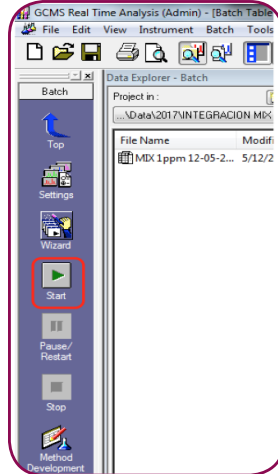 GCMS Real Time Analysis (Admin) - [Batch Table
File Edit View Instrument Batch Tools
Batch
Top
Settings
Wizard
Start
Pause/
Restart
Stop
Method
Development
Data Explorer - Batch
Project in :
...\Data\2017\INTEGRACION MIX
File Name Modifi
MIX 1ppm 12-05-2... 5/12/2